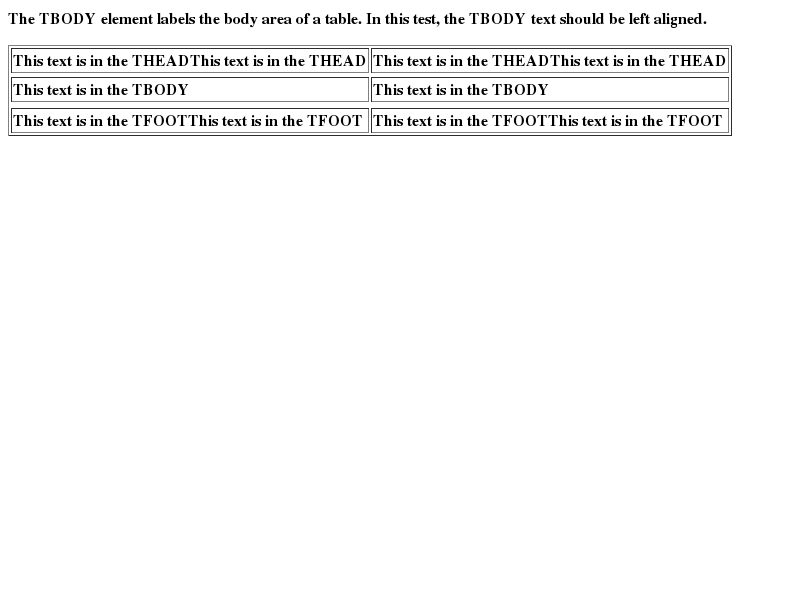 The TBODY element labels the body area of a table. In this test, the TBODY text should be left aligned.
This text is in the THEADThis text is in the THEAD This text is in the THEADThis text is in the THEAD
This text is in the TBODY This text is in the TBODY
This text is in the TFOOTThis text is in the TFOOT This text is in the TFOOTThis text is in the TFOOT